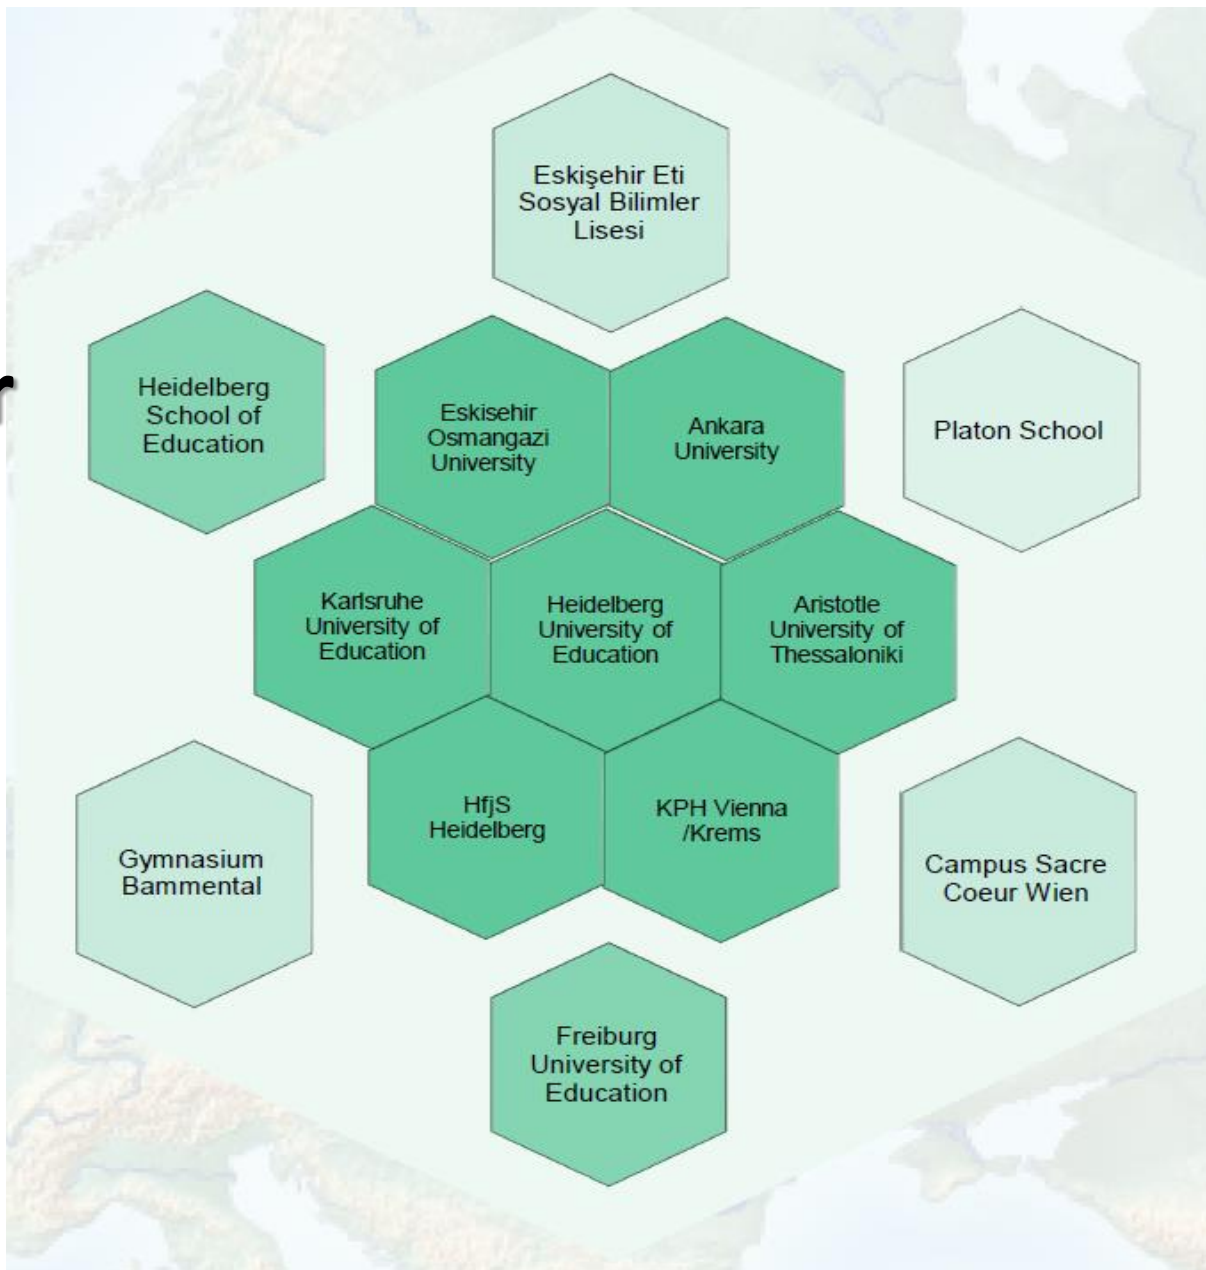 Eskişehir Eti
Sosyal Bilimler
Lisesi
Heidelberg
School of
Education
Eskisehir
Osmangazi
University
Ankara
University
Platon School
Karlsruhe
University of
Education
Heidelberg
University of
Education
Aristotle
University of
Thessaloniki
HfjS
Heidelberg
KPH Vienna
/Krems
Gymnasium
Bammental
Campus Sacre
Coeur Wien
Freiburg
University of
Education